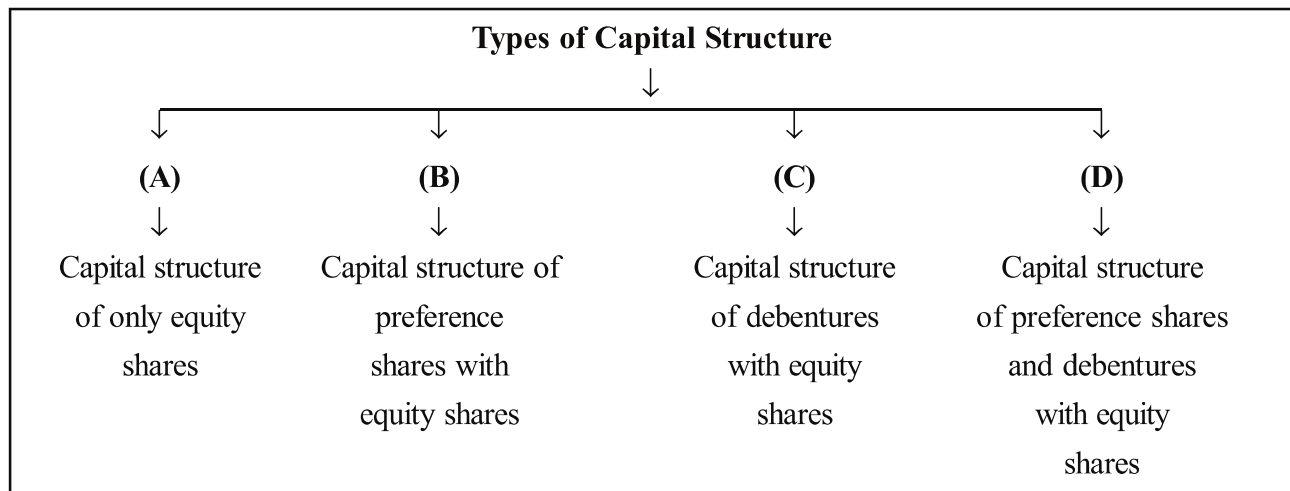 Types of Capital Structure
(A)
(B)
(C)
(D)
Capital structure
of only equity
shares
Capital structure of
preference
shares with
equity shares
Capital structure
of debentures
with equity
shares
Capital structure
of preference shares
and debentures
with equity
shares